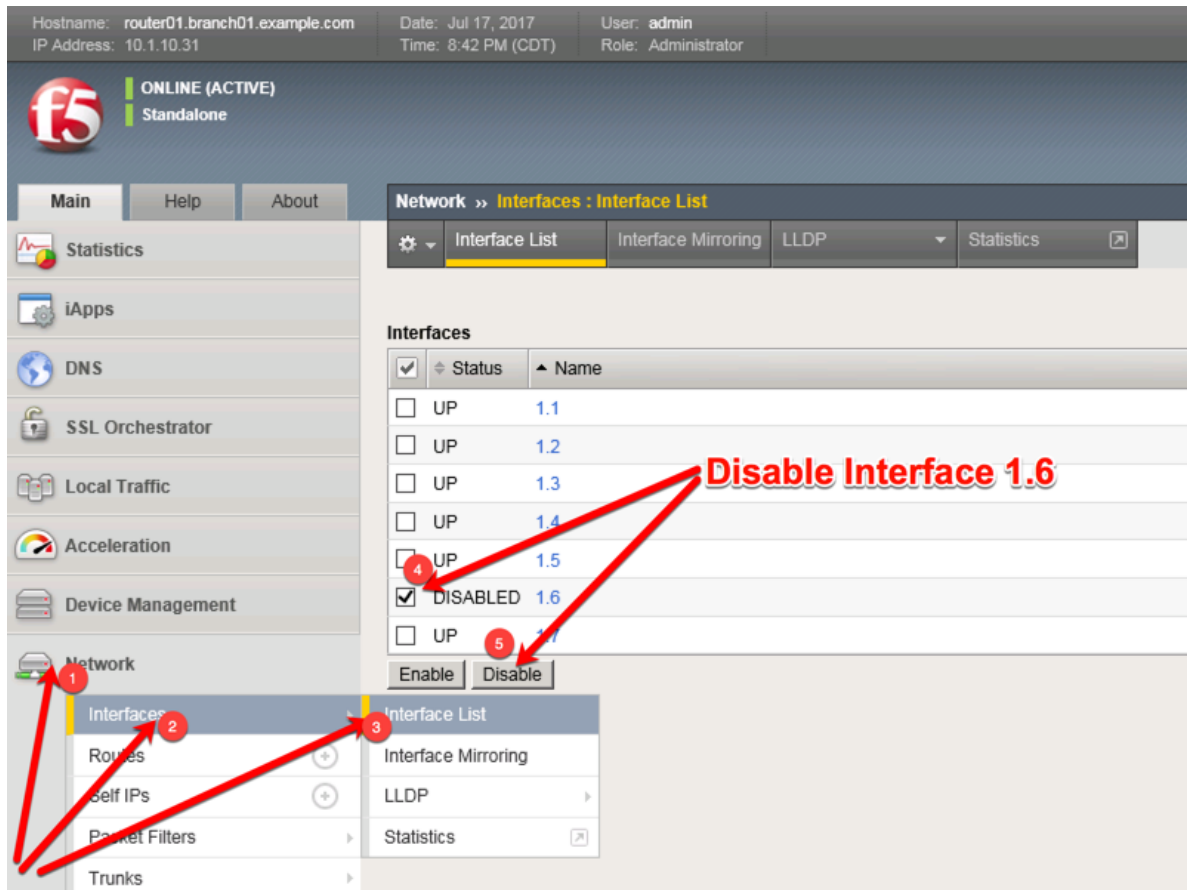 Hostname: router01.branch01.example.com Date: Jul 17, 2017 User: admin
IP Address: 10.1.10.31 Time: 8:42 PM (CDT) Role: Administrator
f5
ONLINE (ACTIVE)
Standalone
Main Help About
Network » Interfaces : Interface List
Interface List Interface Mirroring LLDP Statistics
Statistics
iApps
DNS
SSL Orchestrator
Local Traffic
Acceleration
Device Management
Network
Interfaces
Status Name
UP 1.1
UP 1.2
UP 1.3
Disable Interface 1.6
UP 1.4
UP 1.5
4
DISABLED 1.6
UP 1.7
5
Enable Disable
1
Interfaces
2
Routes
Self IPs
Packet Filters
Trunks
3
Interface List
Interface Mirroring
LLDP
Statistics